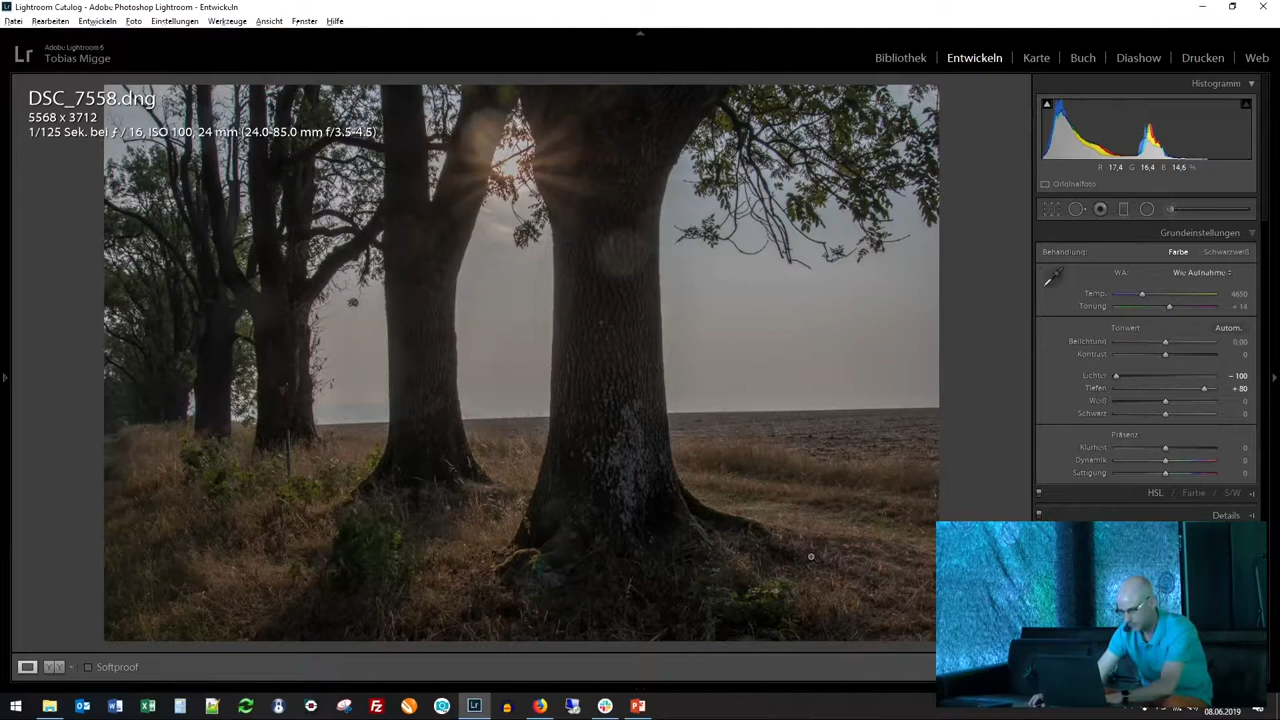 Lightroom Catalog - Adobe Photoshop Lightroom - Entwickeln
Datei Bearbeiten Entwickeln Foto Einstellungen Werkzeuge Ansicht Fenster Hilfe
Lr
Adobe Lightroom 6
Tobias Migge
Bibliothek Entwickeln Karte Buch Diashow Drucken Web
DSC_7558.dng
5568 x 3712
1/125 Sek. bei ƒ / 16, ISO 100, 24 mm (24.0-85.0 mm f/3.5-4.5)
Histogramm
R 17,4 G 16,4 B 14,6 %
Originalfoto
Grundeinstellungen
Behandlung: Farbe Schwarzweiß
WA: Wie Aufnahme
Temp. 4650
Tönung + 14
Tonwert Autom.
Belichtung 0,00
Kontrast 0
Lichter - 100
Tiefen + 80
Weiß 0
Schwarz 0
Präsenz
Klarheit 0
Dynamik 0
Sättigung 0
HSL / Farbe / S/W
Details
Y Y
Softproof
Lr
08.06.2019